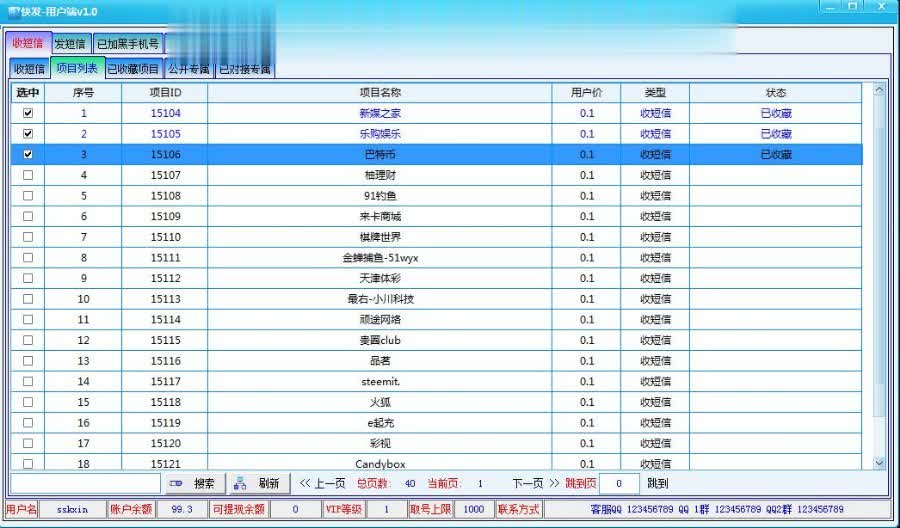 快发-用户端v1.0
收短信 发短信 已加黑手机号
收短信 项目列表 已收藏项目 公开专属 已对接专属
选中 序号 项目ID 项目名称 用户价 类型 状态
1 15104 新媒之家 0.1 收短信 已收藏
2 15105 乐购娱乐 0.1 收短信 已收藏
3 15106 巴特币 0.1 收短信 已收藏
4 15107 柚理财 0.1 收短信
5 15108 91钓鱼 0.1 收短信
6 15109 来卡商城 0.1 收短信
7 15110 棋牌世界 0.1 收短信
8 15111 金蝉捕鱼-51wyx 0.1 收短信
9 15112 天津体彩 0.1 收短信
10 15113 最右-小川科技 0.1 收短信
11 15114 顽途网络 0.1 收短信
12 15115 麦圈club 0.1 收短信
13 15116 品茗 0.1 收短信
14 15117 steemit. 0.1 收短信
15 15118 火狐 0.1 收短信
16 15119 e起充 0.1 收短信
17 15120 彩视 0.1 收短信
18 15121 Candybox 0.1 收短信
搜索 刷新 << 上一页 总页数: 40 当前页: 1 下一页 >> 跳到页 0 跳到
用户名 sskxin 账户余额 99.3 可提现余额 0 VIP等级 1 取号上限 1000 联系方式 客服QQ 123456789 QQ 1群 123456789 QQ2群 123456789